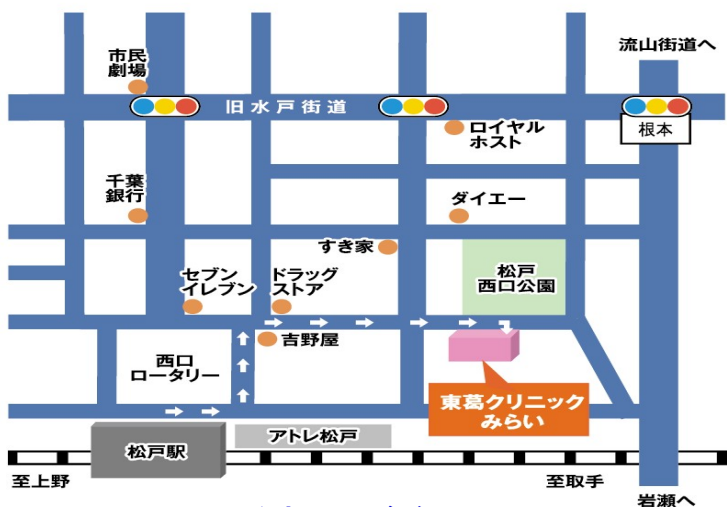 流山街道へ
市民
劇場
旧水戸街道
ロイヤル
ホスト
根本
千葉
銀行
ダイエー
すき家
セブン
イレブン
ドラッグ
ストア
松戸
西口公園
吉野屋
西口
ロータリー
東葛クリニック
みらい
アトレ松戸
松戸駅
至上野
至取手
岩瀬へ